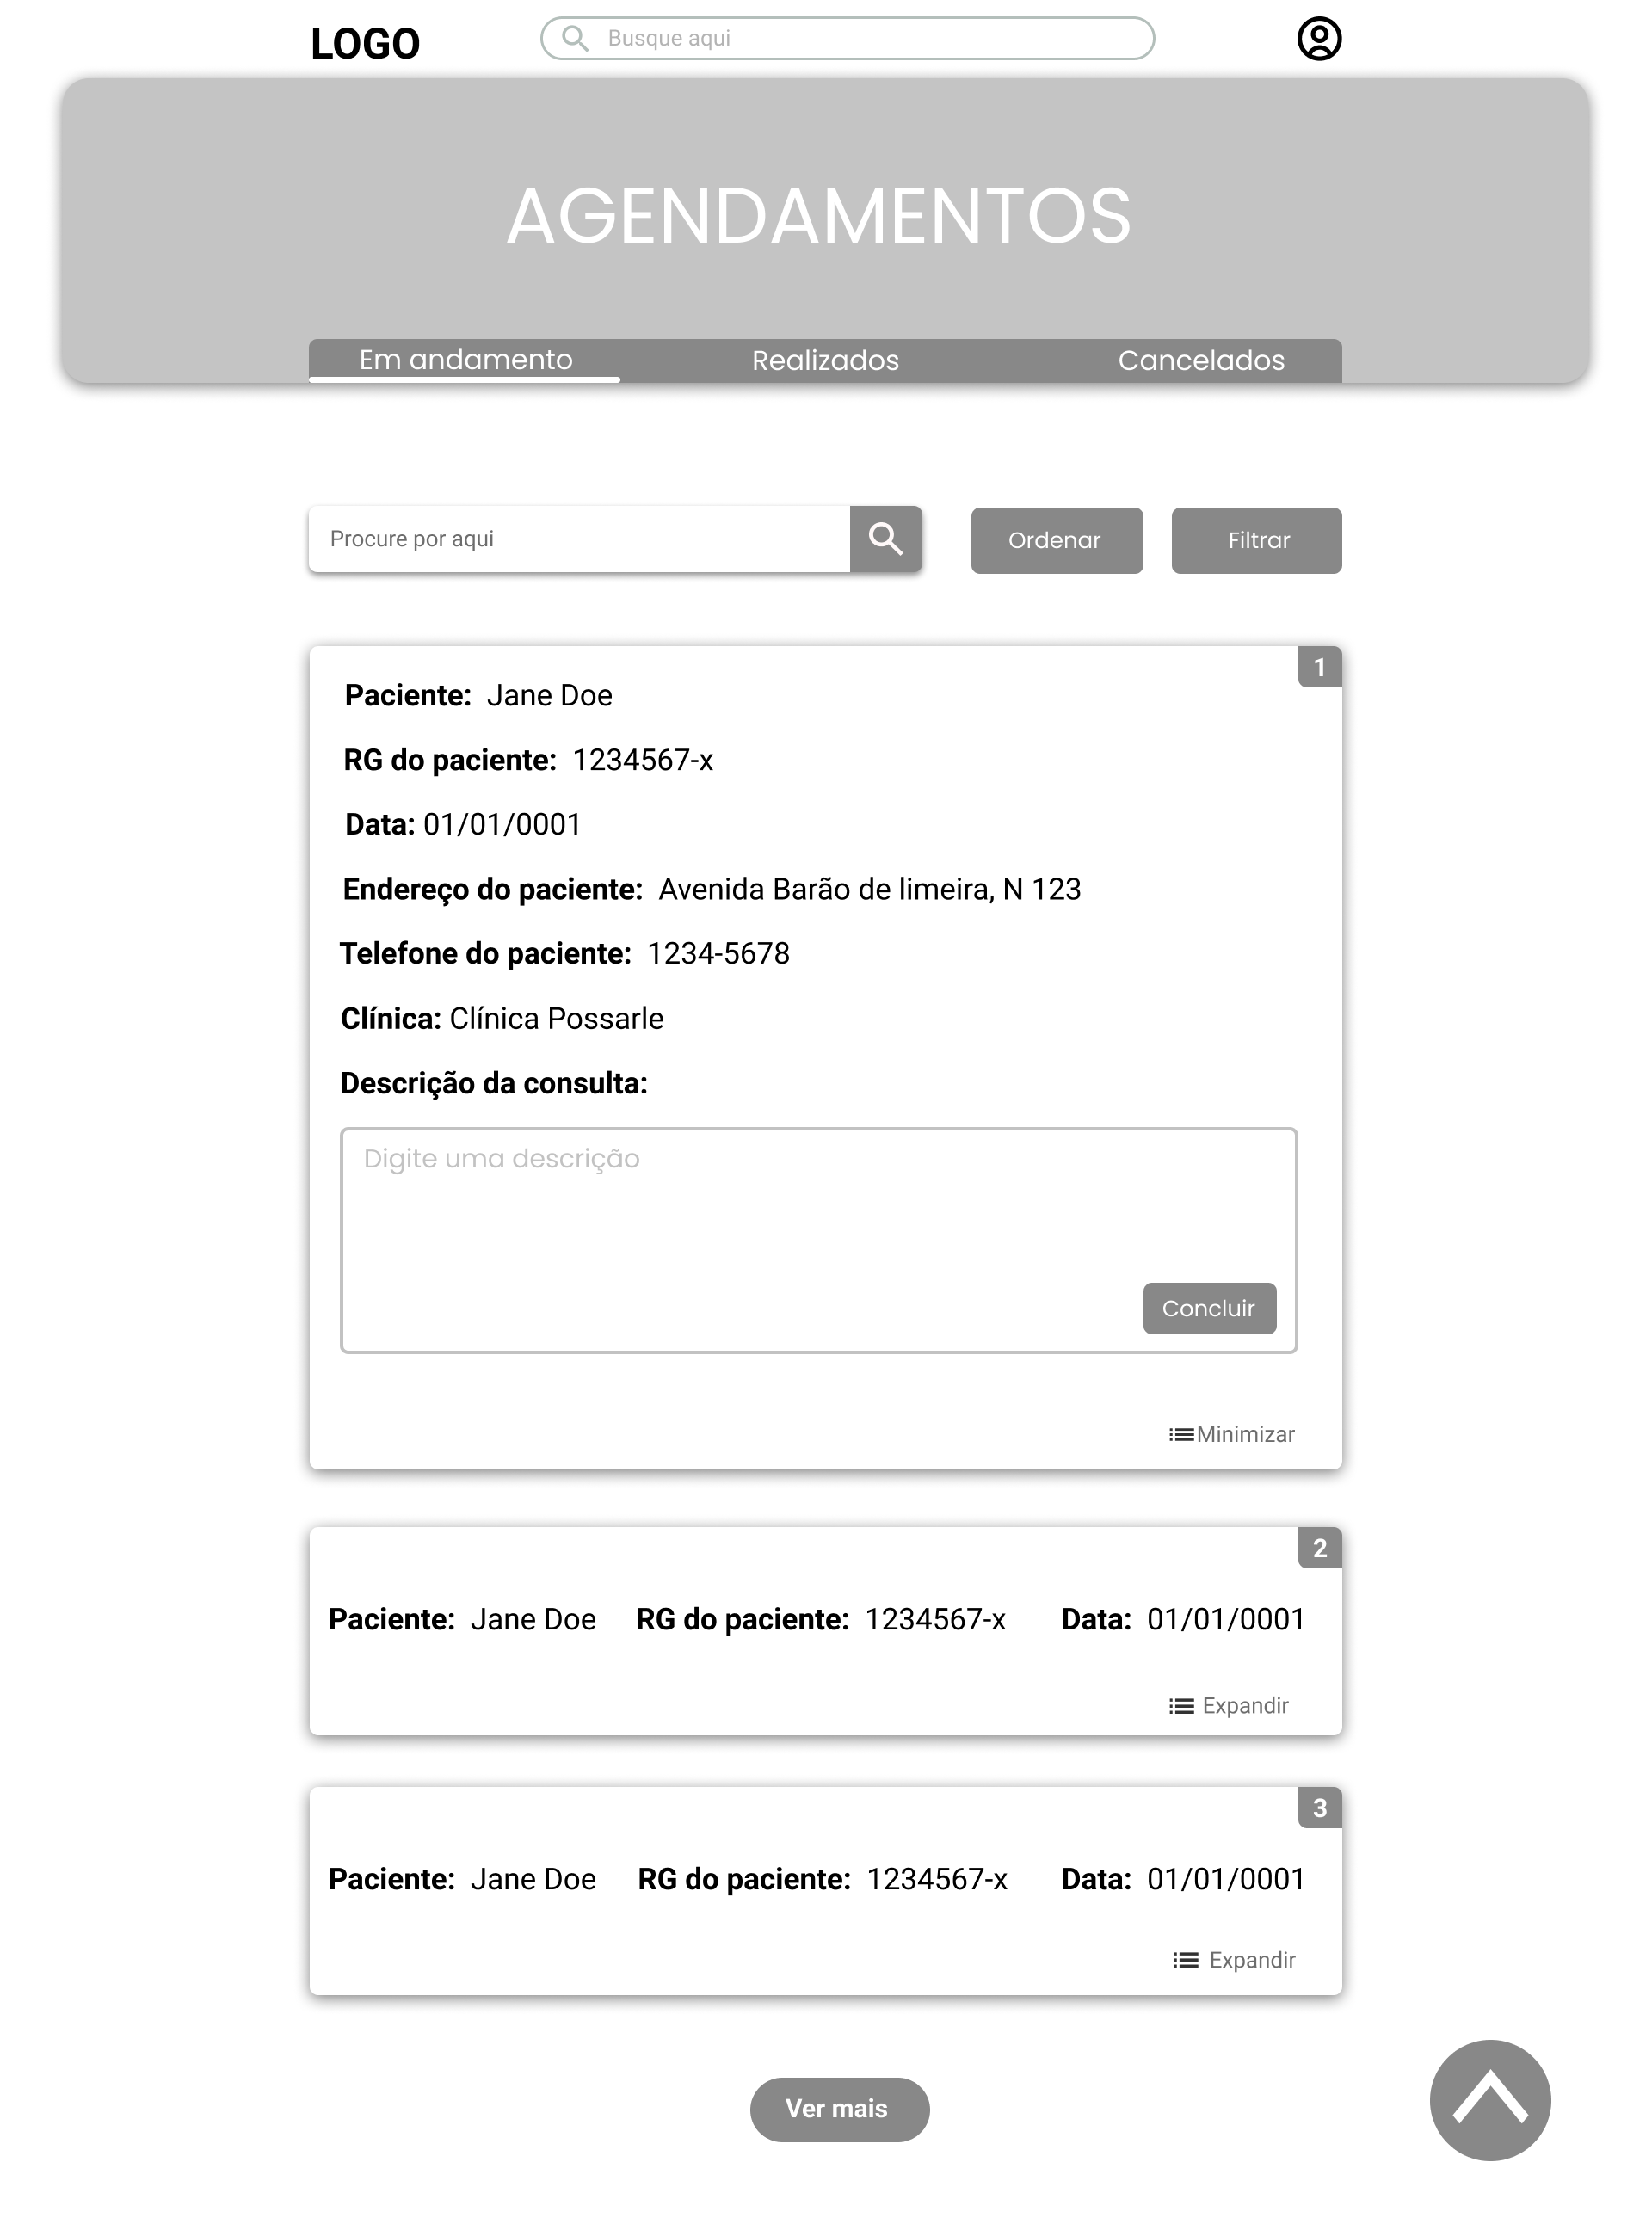 LOGO
Busque aqui
AGENDAMENTOS
Em andamento Realizados Cancelados
Procure por aqui
Ordenar Filtrar
1
Paciente: Jane Doe
RG do paciente: 1234567-x
Data: 01/01/0001
Endereço do paciente: Avenida Barão de limeira, N 123
Telefone do paciente: 1234-5678
Clínica: Clínica Possarle
Descrição da consulta:
Digite uma descrição
Concluir
Minimizar
2
Paciente: Jane Doe RG do paciente: 1234567-x Data: 01/01/0001
Expandir
3
Paciente: Jane Doe RG do paciente: 1234567-x Data: 01/01/0001
Expandir
Ver mais